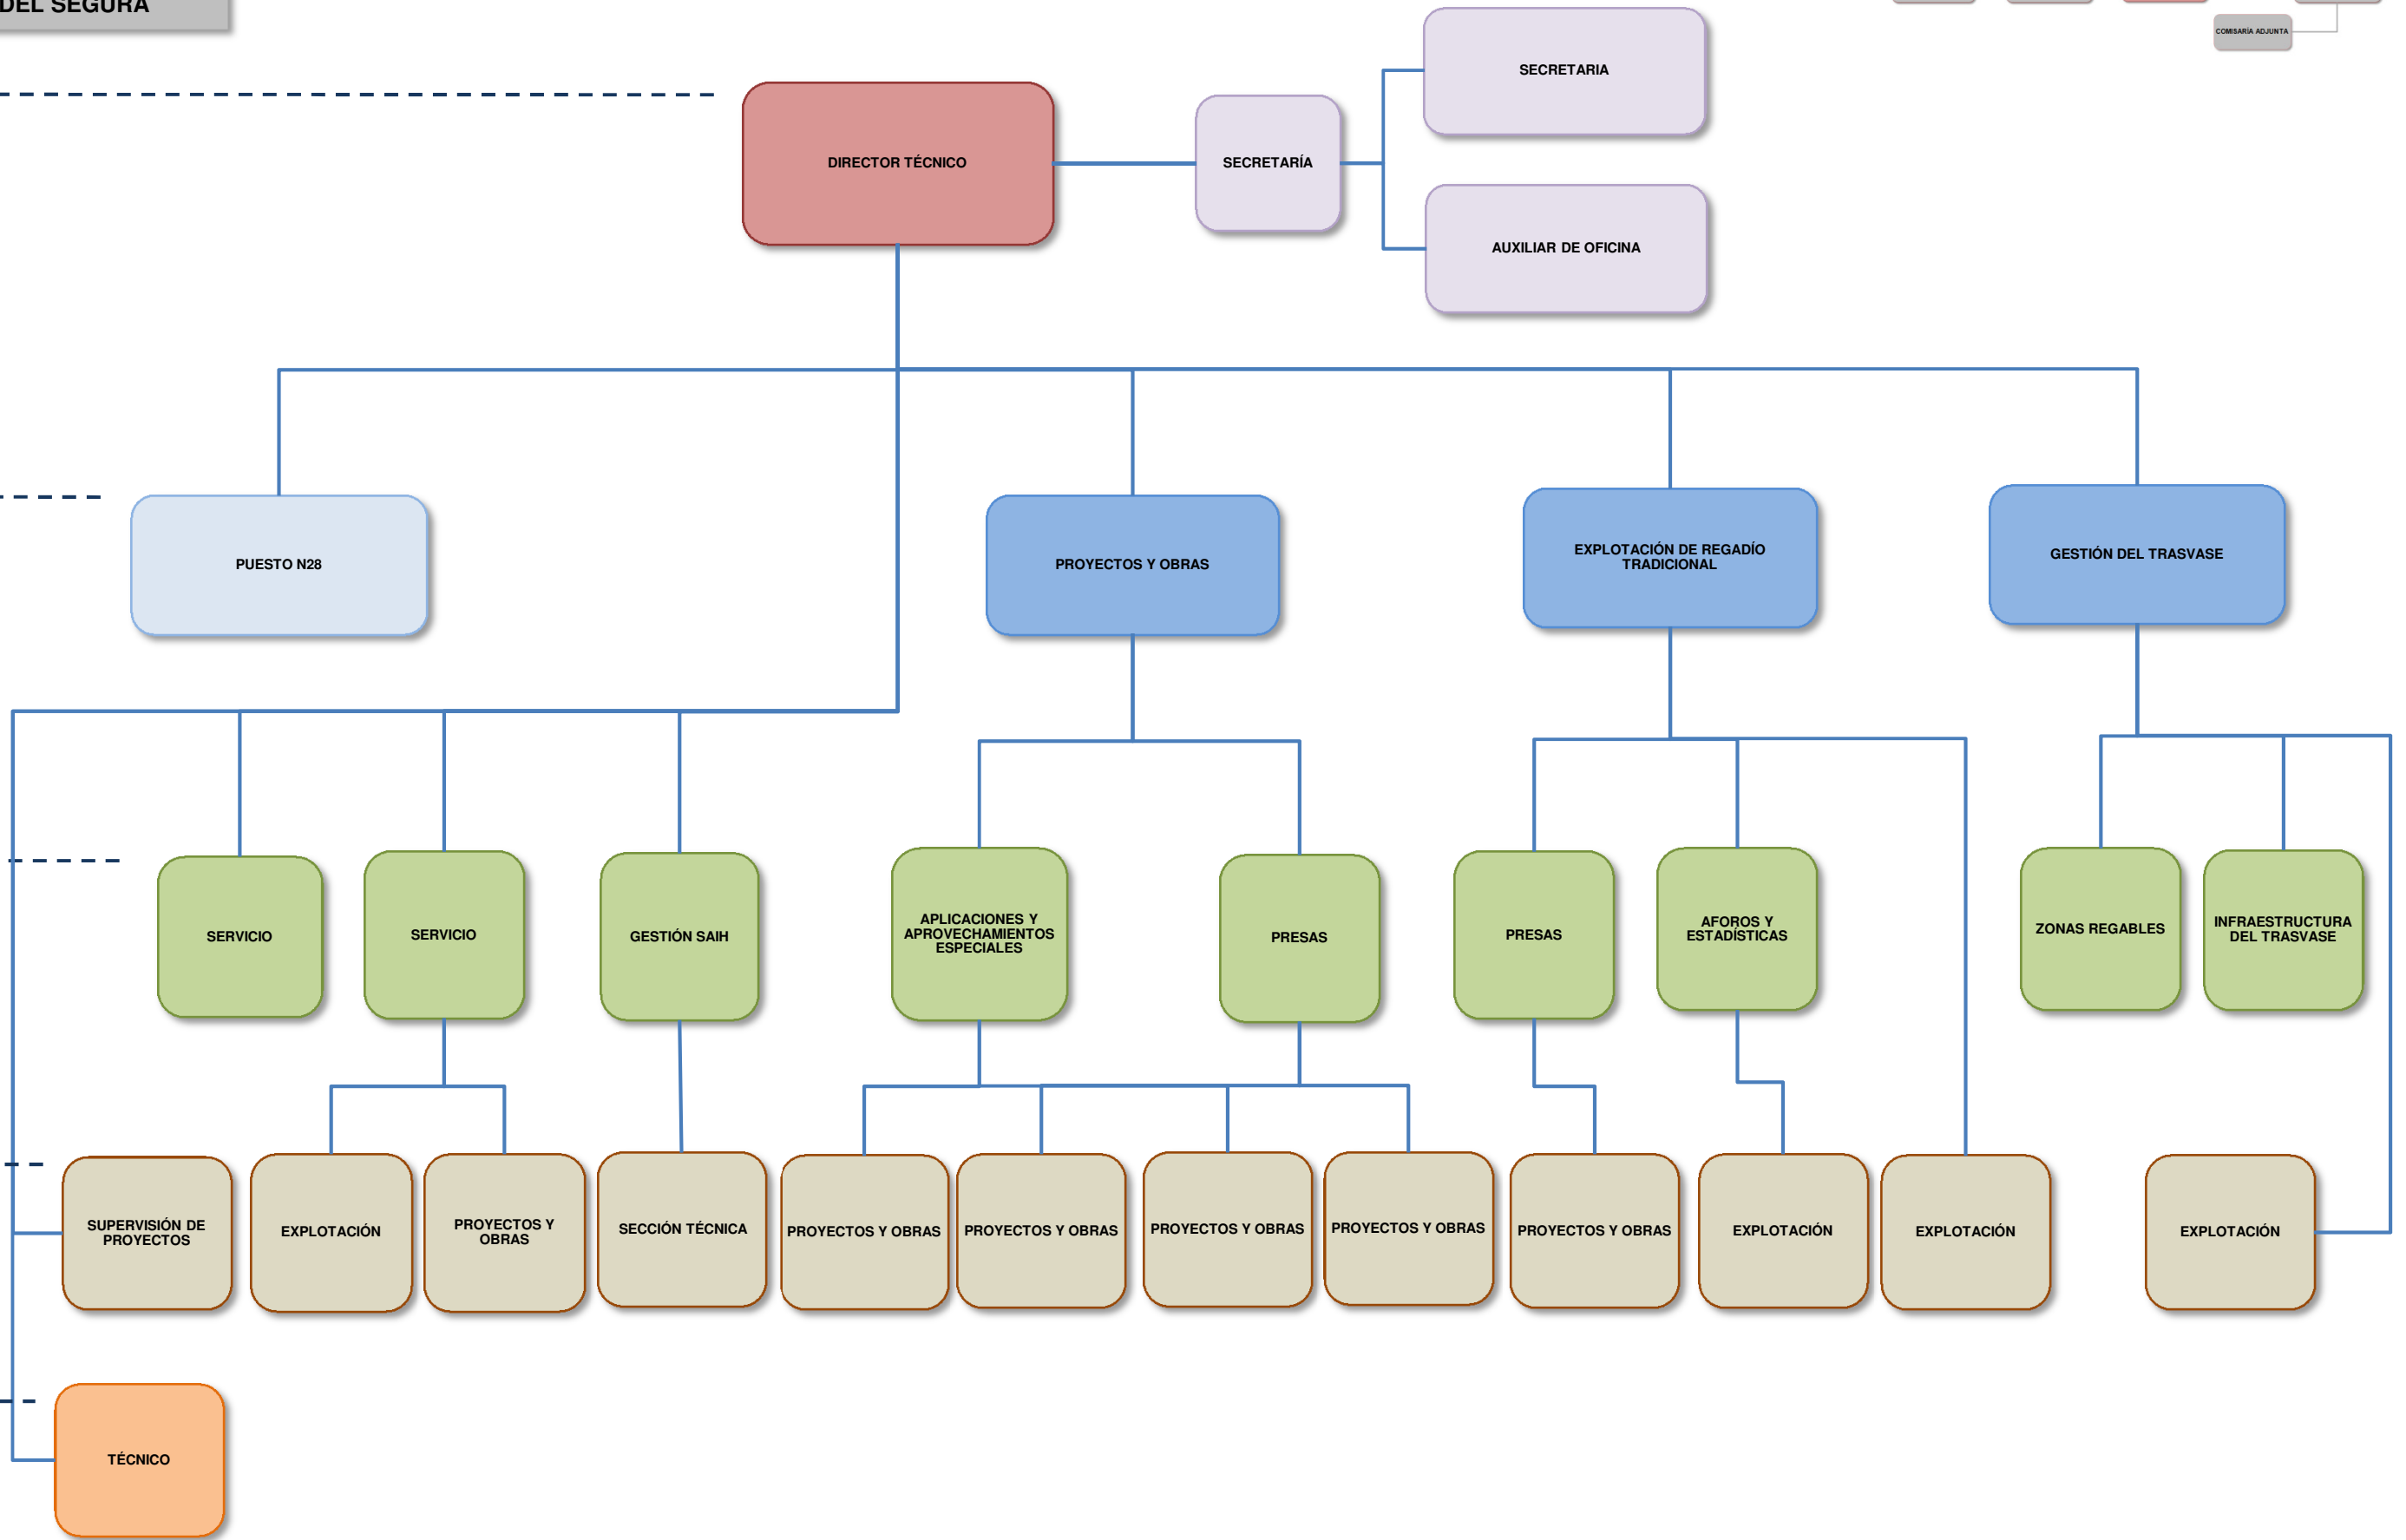 DEL SEGURA
COMISARÍA ADJUNTA
SECRETARIA
DIRECTOR TÉCNICO
SECRETARÍA
AUXILIAR DE OFICINA
PUESTO N28
PROYECTOS Y OBRAS
EXPLOTACIÓN DE REGADÍO
TRADICIONAL
GESTIÓN DEL TRASVASE
SERVICIO
SERVICIO
GESTIÓN SAIH
APLICACIONES Y
APROVECHAMIENTOS
ESPECIALES
PRESAS
PRESAS
AFOROS Y
ESTADÍSTICAS
ZONAS REGABLES
INFRAESTRUCTURA
DEL TRASVASE
SUPERVISIÓN DE
PROYECTOS
EXPLOTACIÓN
PROYECTOS Y
OBRAS
SECCIÓN TÉCNICA
PROYECTOS Y OBRAS
PROYECTOS Y OBRAS
PROYECTOS Y OBRAS
PROYECTOS Y OBRAS
PROYECTOS Y OBRAS
EXPLOTACIÓN
EXPLOTACIÓN
EXPLOTACIÓN
TÉCNICO